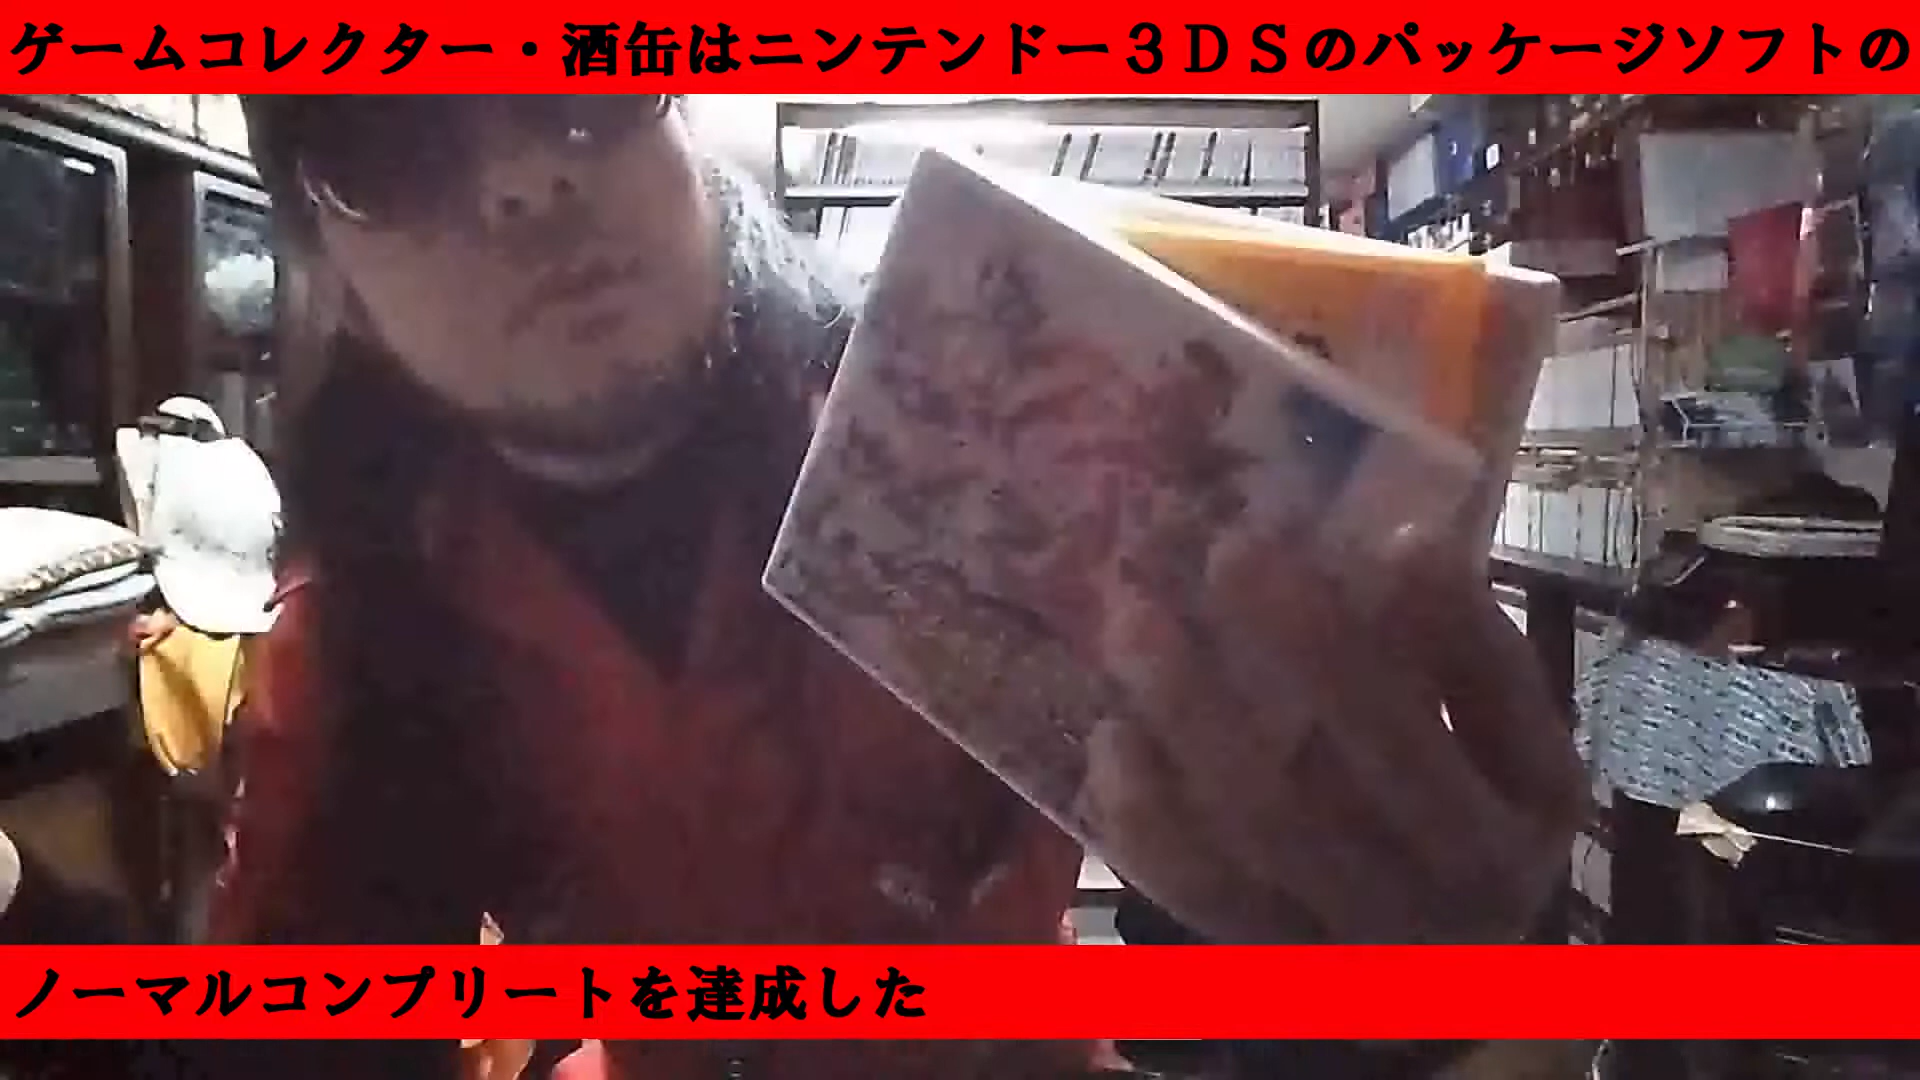 ゲームコレクター・酒缶はニンテンドー３ＤＳのパッケージソフトの
ノーマルコンプリートを達成した